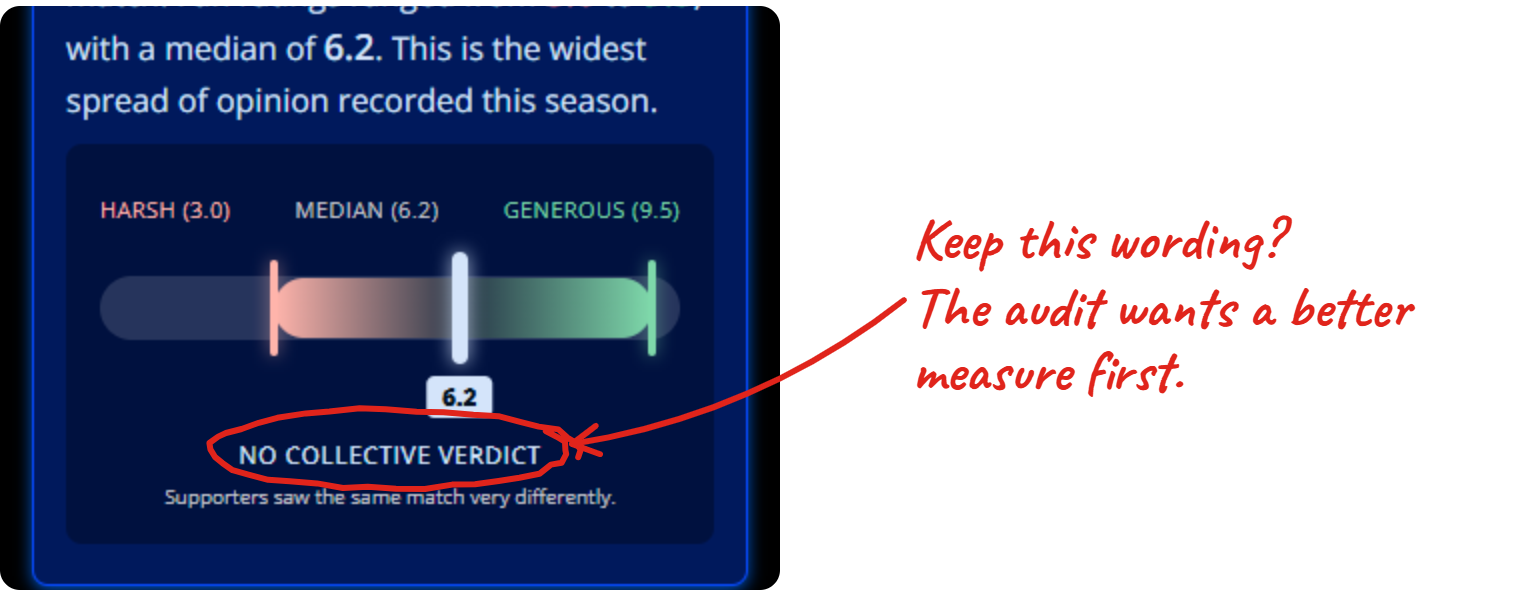 with a median of 6.2. This is the widest
spread of opinion recorded this season.
HARSH (3.0) MEDIAN (6.2) GENEROUS (9.5)
6.2
NO COLLECTIVE VERDICT
Supporters saw the same match very differently.
Keep this wording?
The audit wants a better
measure first.